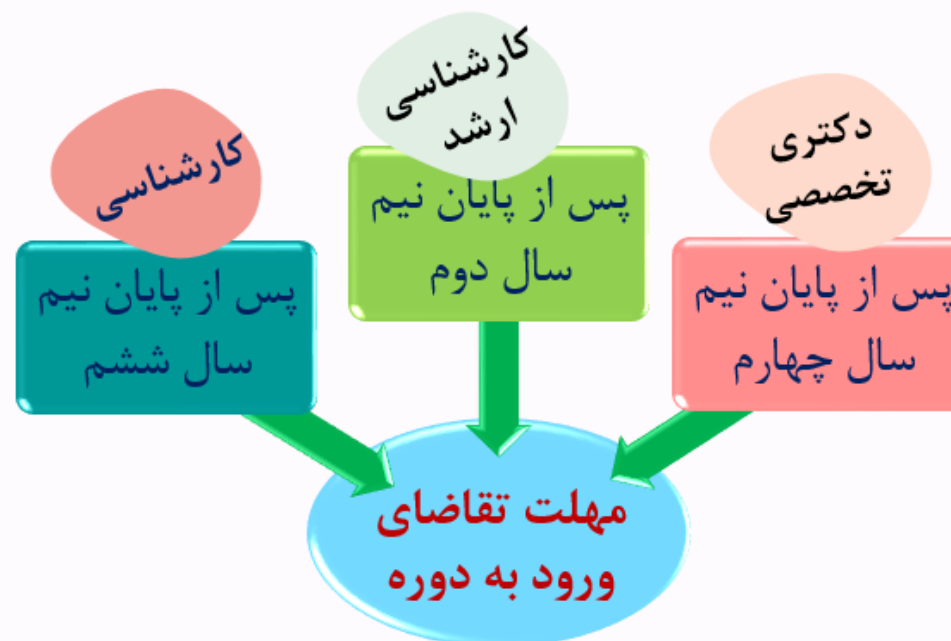 دکتری
تخصصی
پس از پایان نیم
سال چهارم
کارشناسی
ارشد
پس از پایان نیم
سال دوم
کارشناسی
پس از پایان نیم
سال ششم
مهلت تقاضای
ورود به دوره